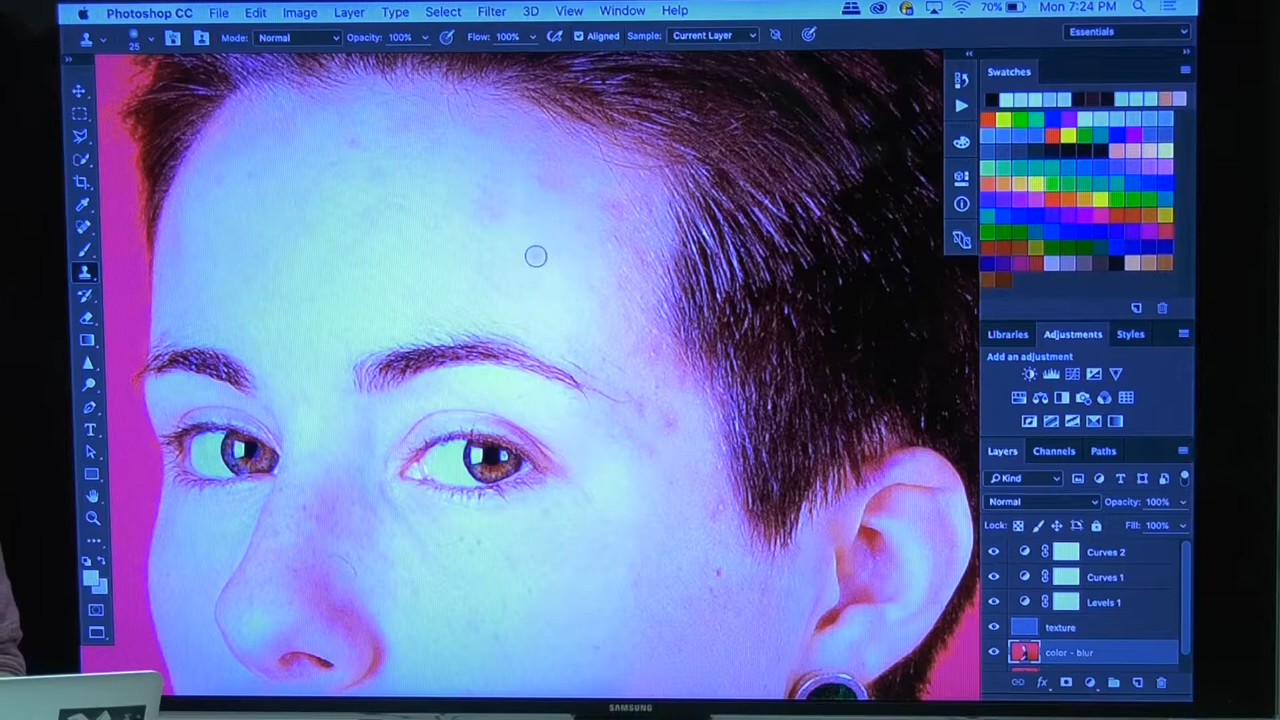 Photoshop CC File Edit Image Layer Type Select Filter 3D View Window Help 70% Mon 7:24 PM
25 Mode: Normal Opacity: 100% Flow: 100% Aligned Sample: Current Layer Essentials
Swatches
Libraries Adjustments Styles
Add an adjustment
Layers Channels Paths
Kind
Normal Opacity: 100%
Lock: Fill: 100%
Curves 2
Curves 1
Levels 1
texture
color - blur
fx
SAMSUNG